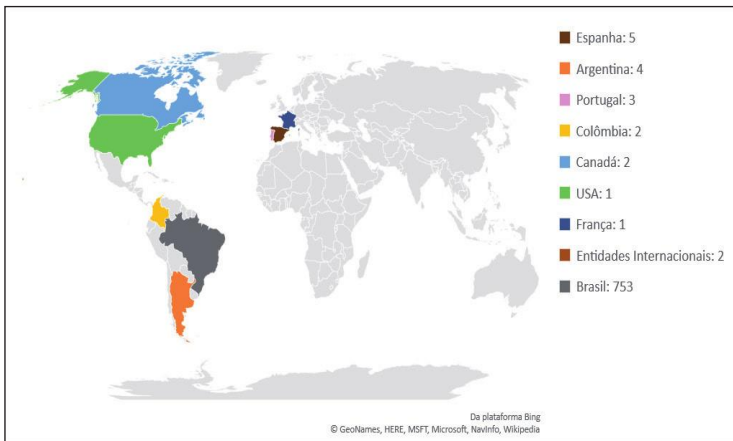 Espanha: 5
Argentina: 4
Portugal: 3
Colômbia: 2
Canadá: 2
USA: 1
França: 1
Entidades Internacionais: 2
Brasil: 753
Da plataforma Bing
© GeoNames, HERE, MSFT, Microsoft, NavInfo, Wikipedia